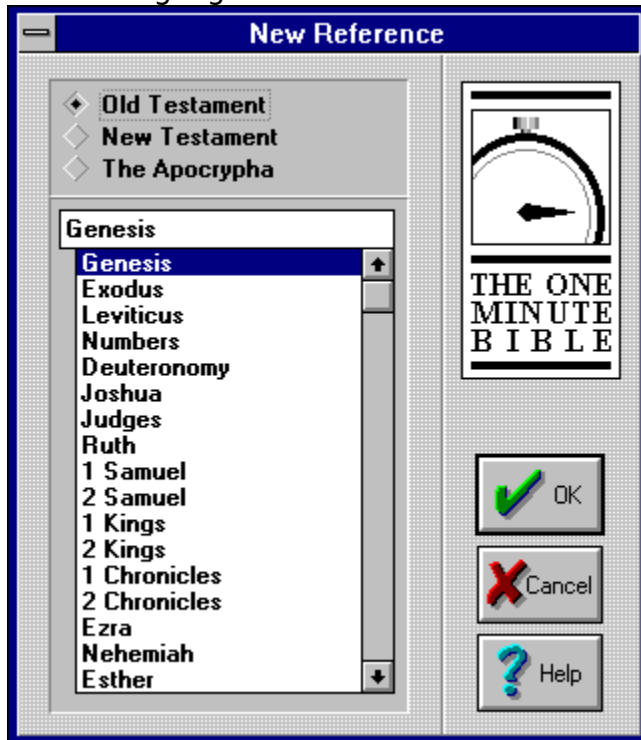 New Reference
Old Testament
New Testament
The Apocrypha
Genesis
Genesis
Exodus
Leviticus
Numbers
Deuteronomy
Joshua
Judges
Ruth
1 Samuel
2 Samuel
1 Kings
2 Kings
1 Chronicles
2 Chronicles
Ezra
Nehemiah
Esther
THE ONE
MINUTE
BIBLE
OK
Cancel
Help